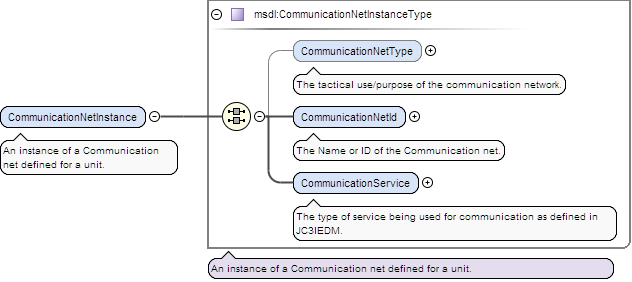 msdl:CommunicationNetInstanceType
CommunicationNetType
The tactical use/purpose of the communication network.
CommunicationNetInstance
An instance of a Communication
net defined for a unit.
CommunicationNetId
The Name or ID of the Communication net.
CommunicationService
The type of service being used for communication as defined in
JC3IEDM.
An instance of a Communication net defined for a unit.